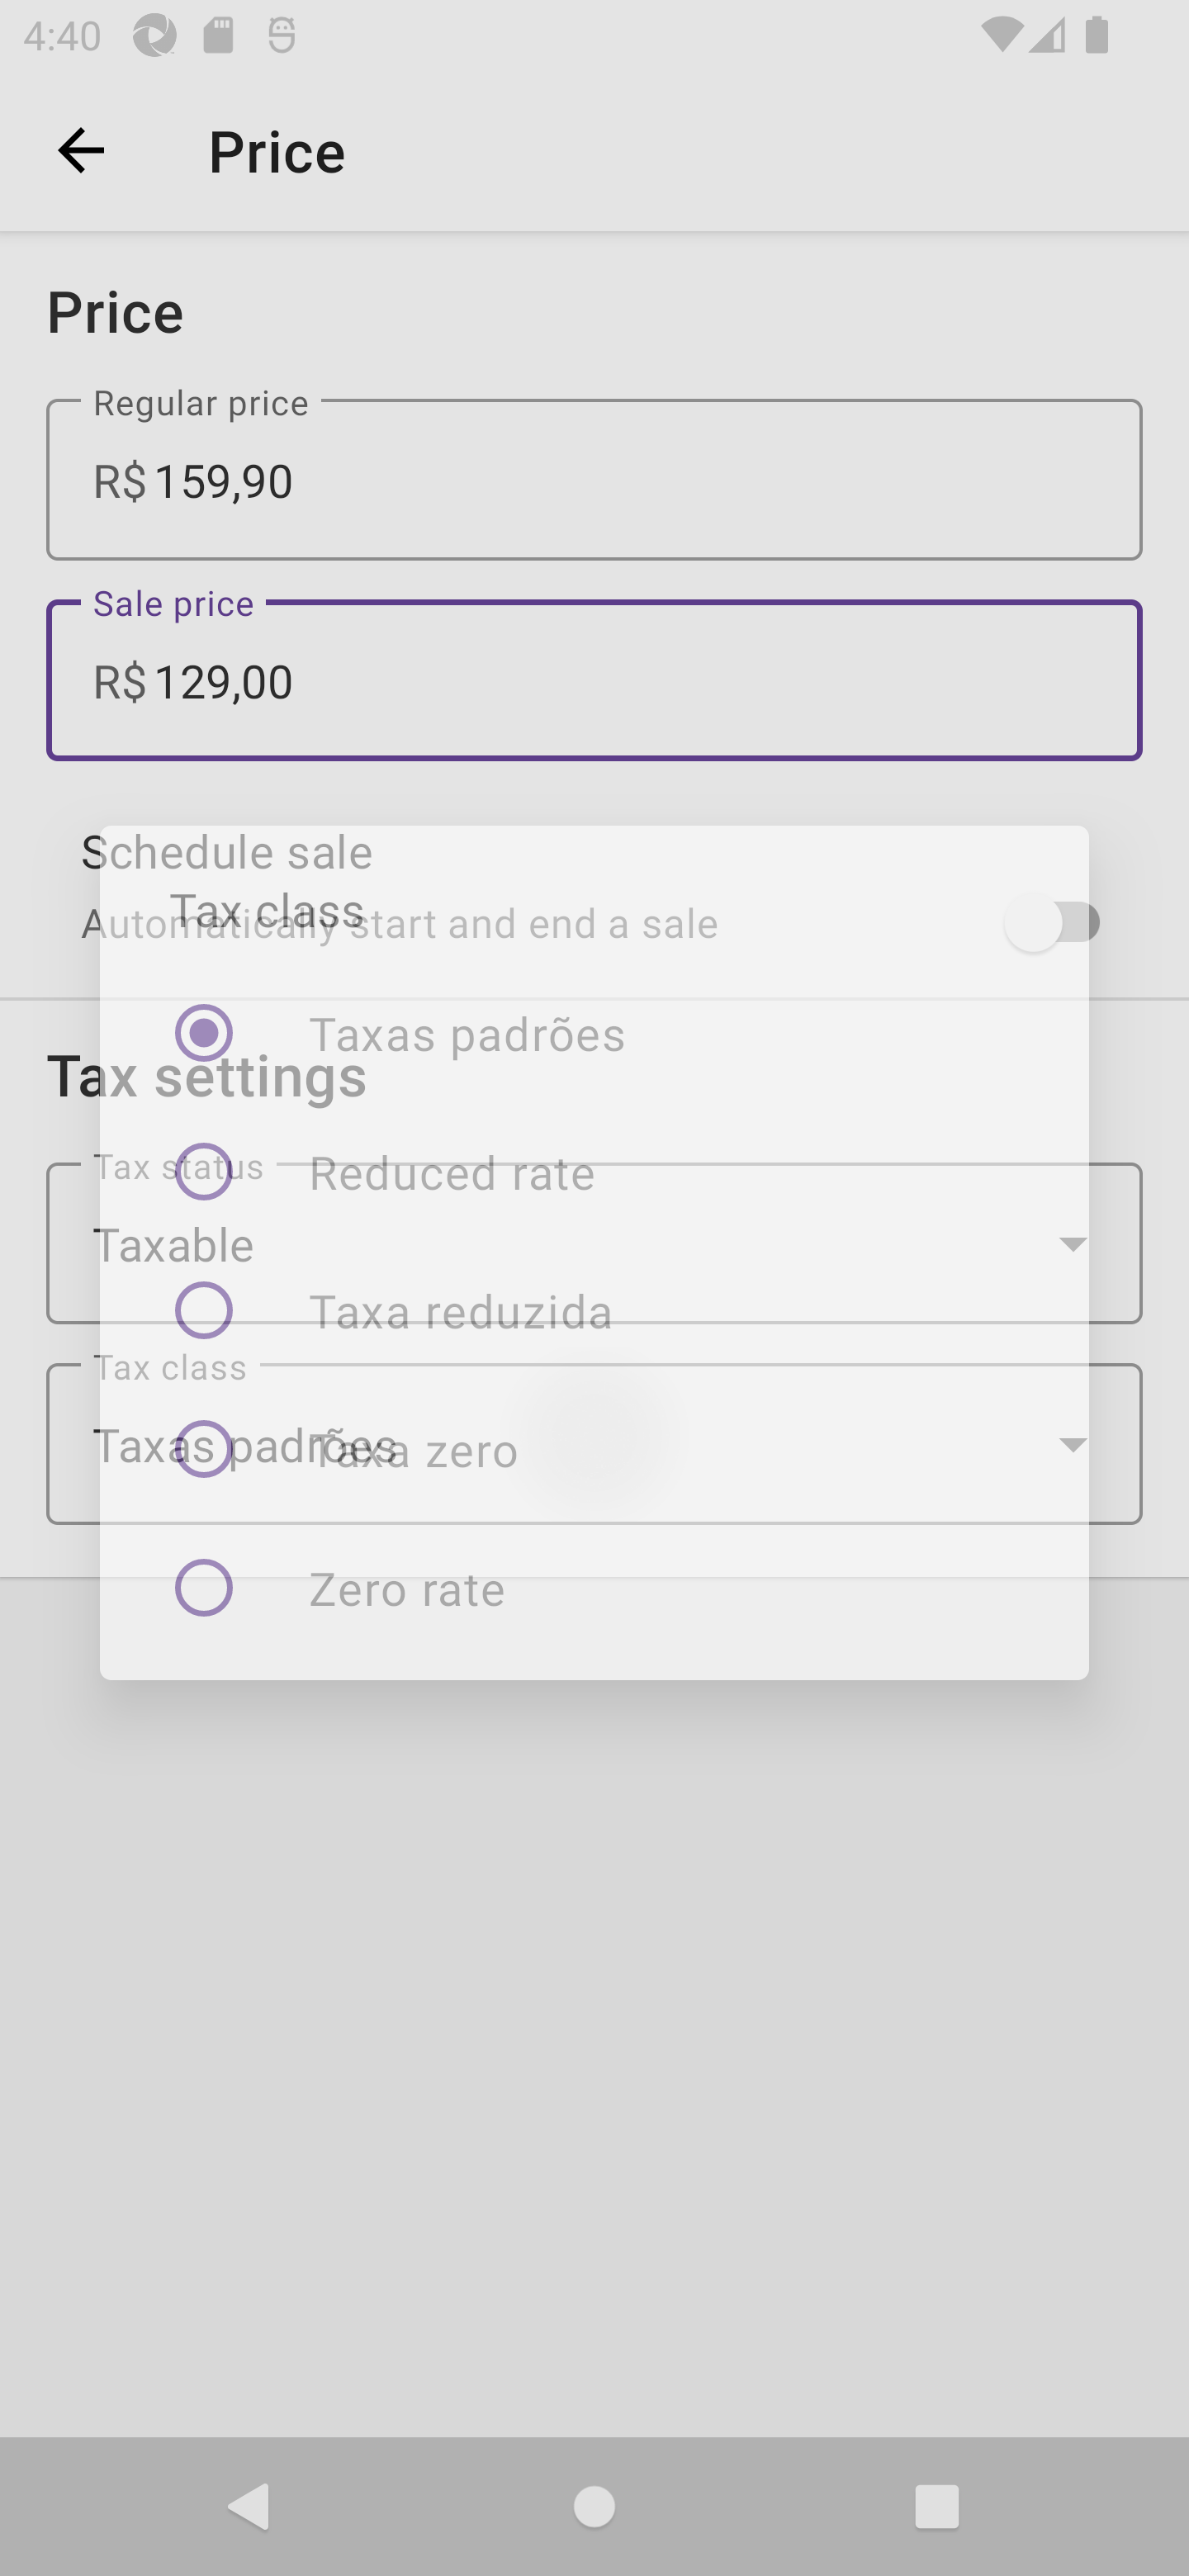 4:40
Price
Price
Regular price
R$ 159,90
Sale price
R$ 129,00
Schedule sale
Automatically start and end a sale
Tax settings
Tax status
Taxable
Tax class
Taxas padrões
Tax class
Taxas padrões
Reduced rate
Taxa reduzida
Taxa zero
Zero rate